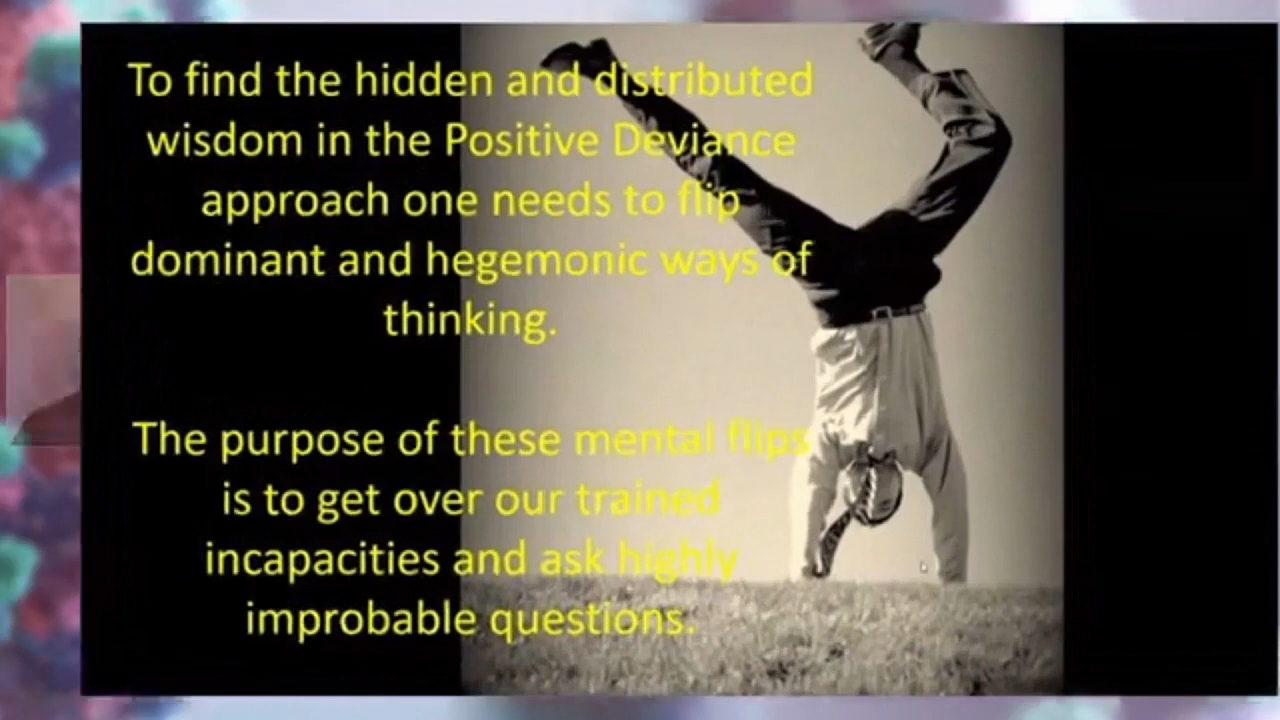 To find the hidden and distributed
wisdom in the Positive Deviance
approach one needs to flip
dominant and hegemonic ways of
thinking.
The purpose of these mental flips
is to get over our trained
incapacities and ask highly
improbable questions.